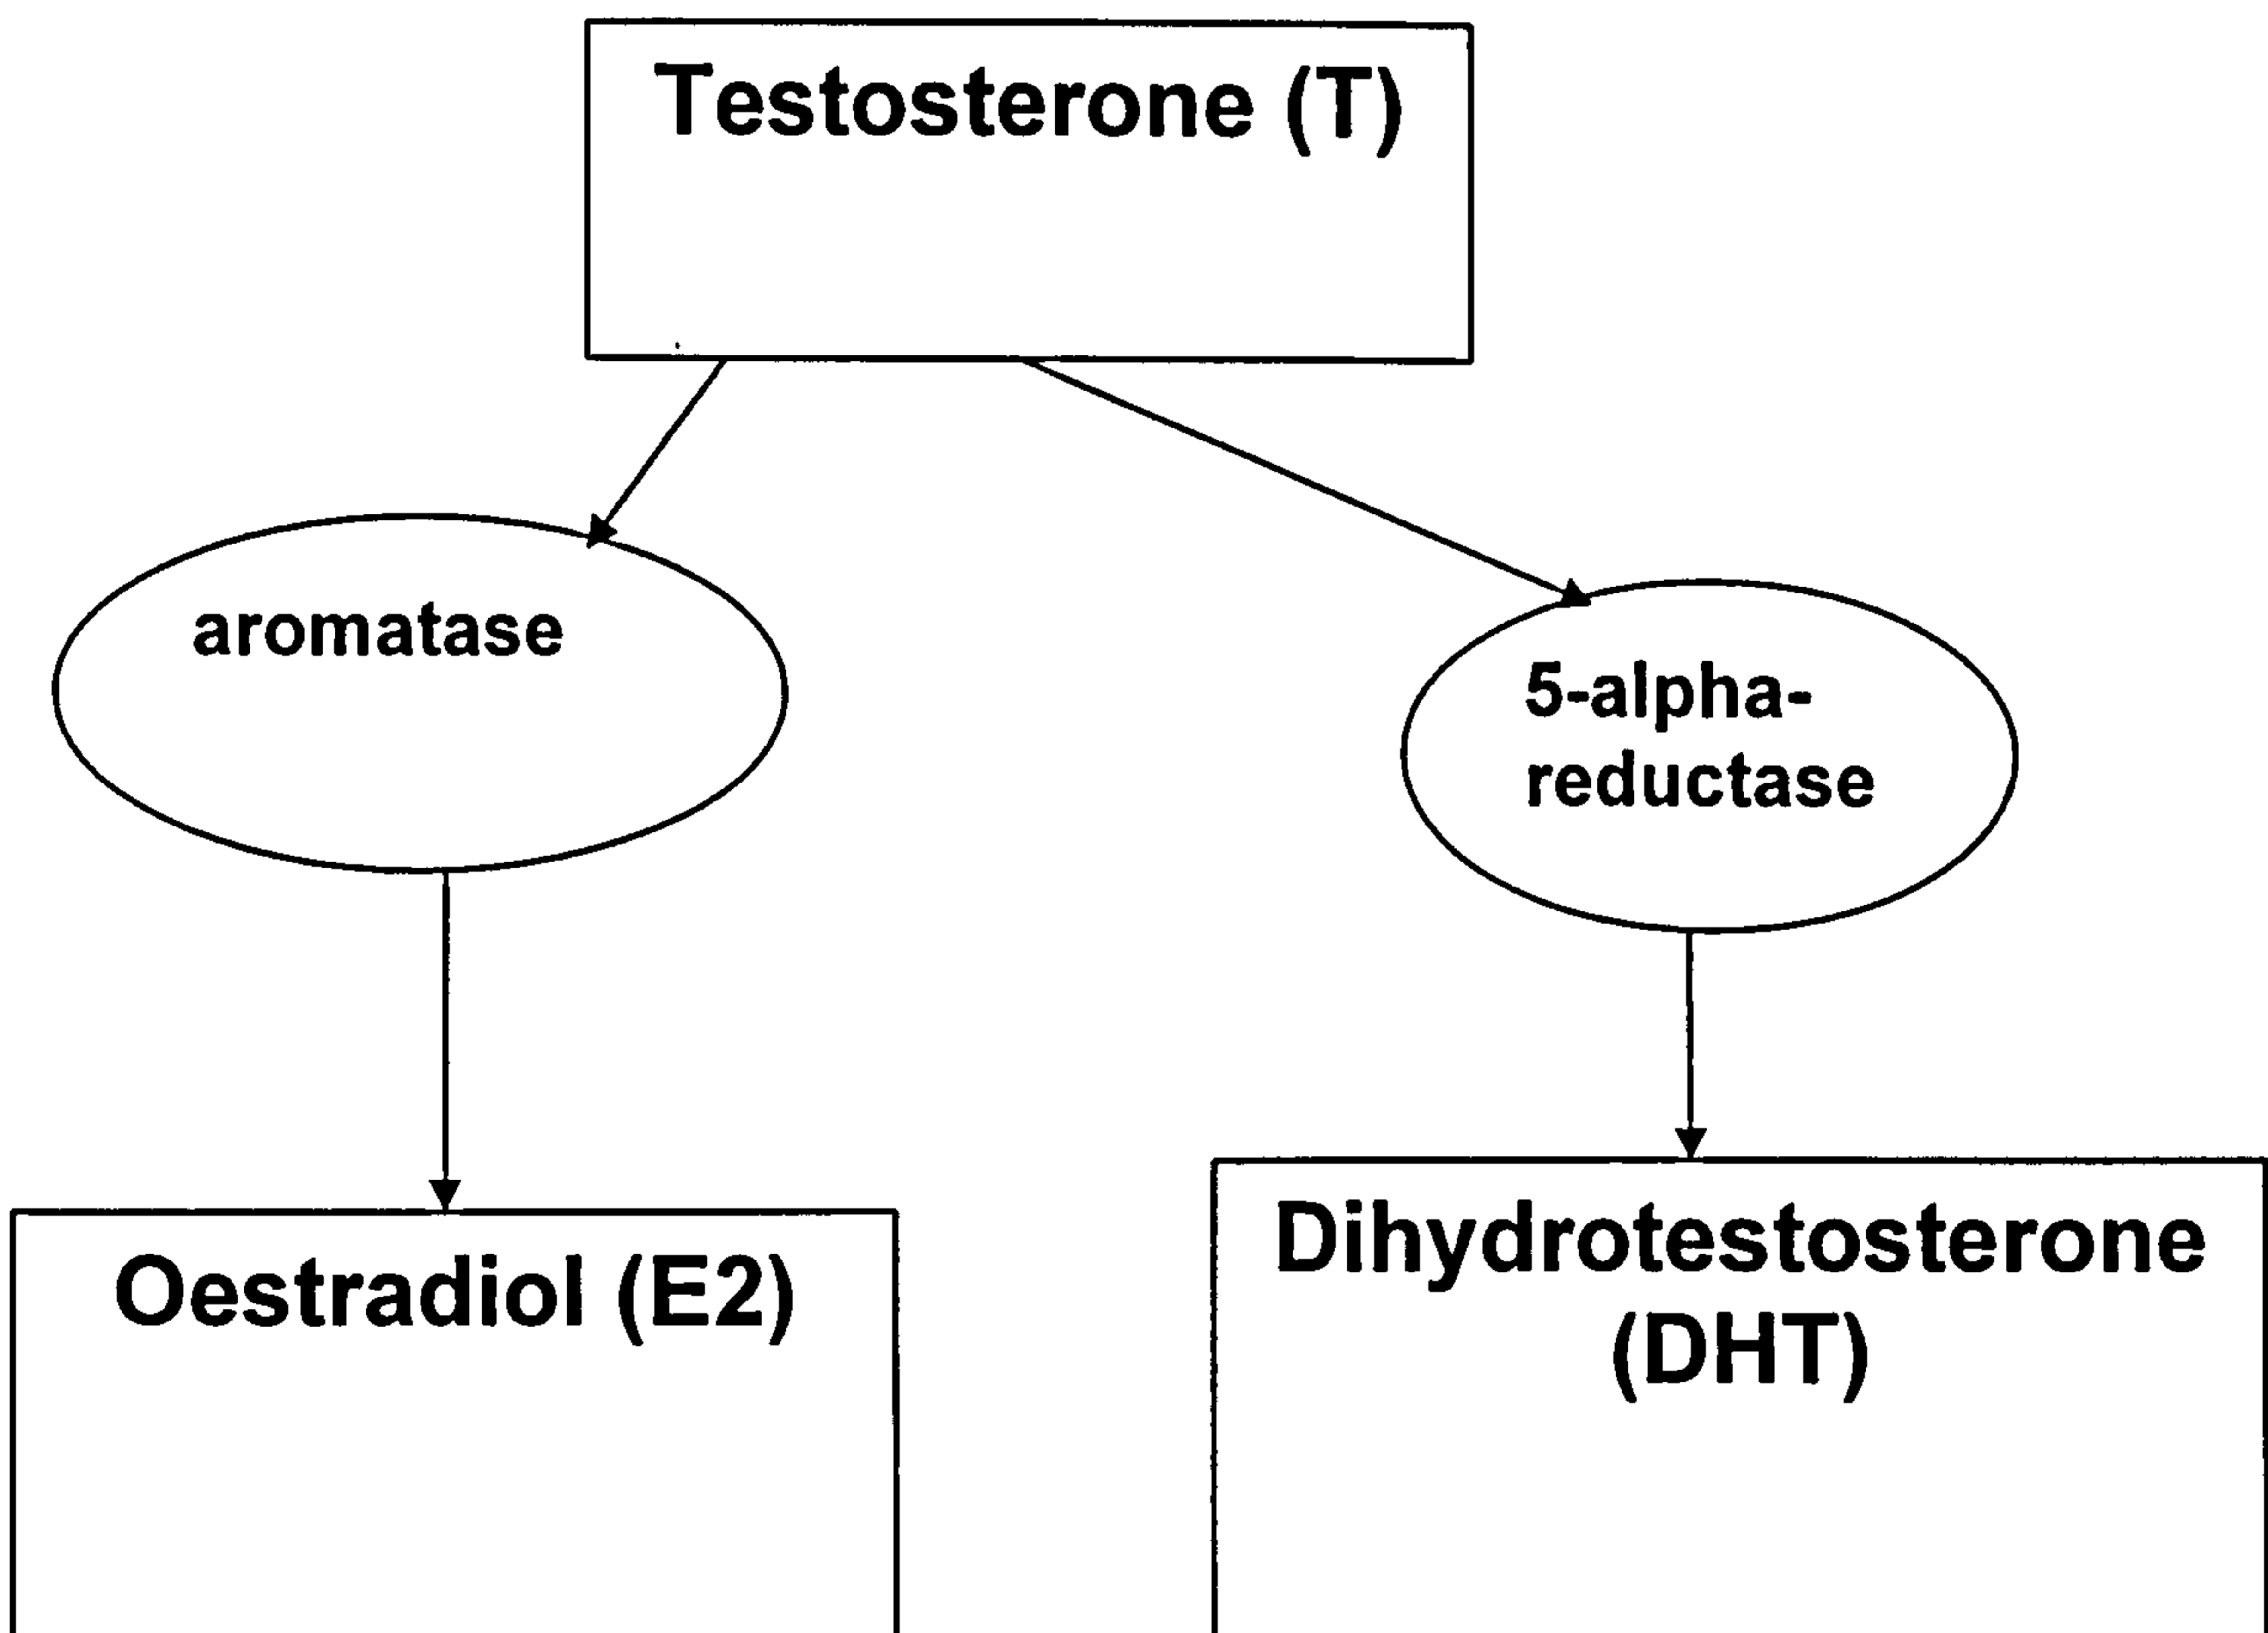 Testosterone (T)
aromatase
5-alpha-
reductase
Oestradiol (E2)
Dihydrotestosterone
(DHT)